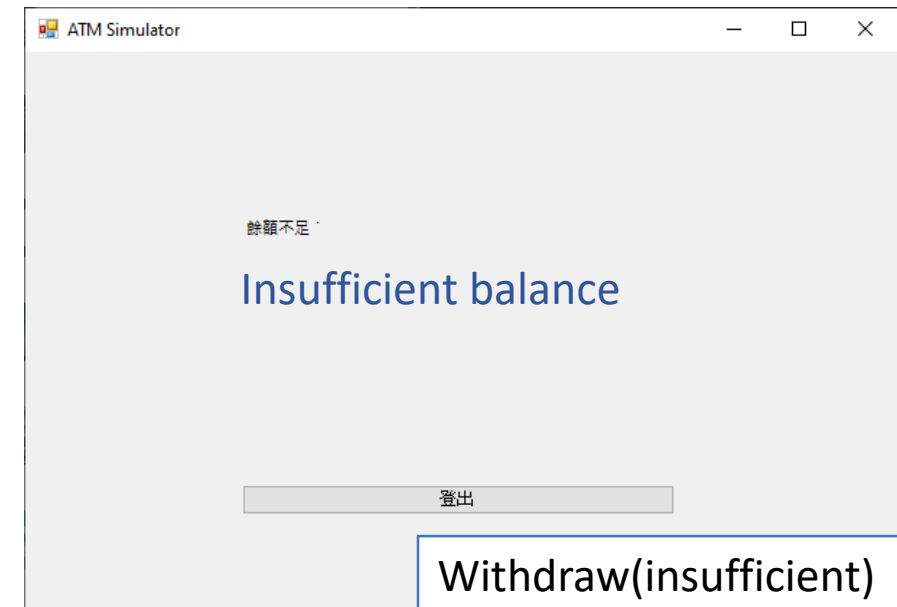 ATM Simulator
餘額不足
Insufficient balance
登出
Withdraw(insufficient)